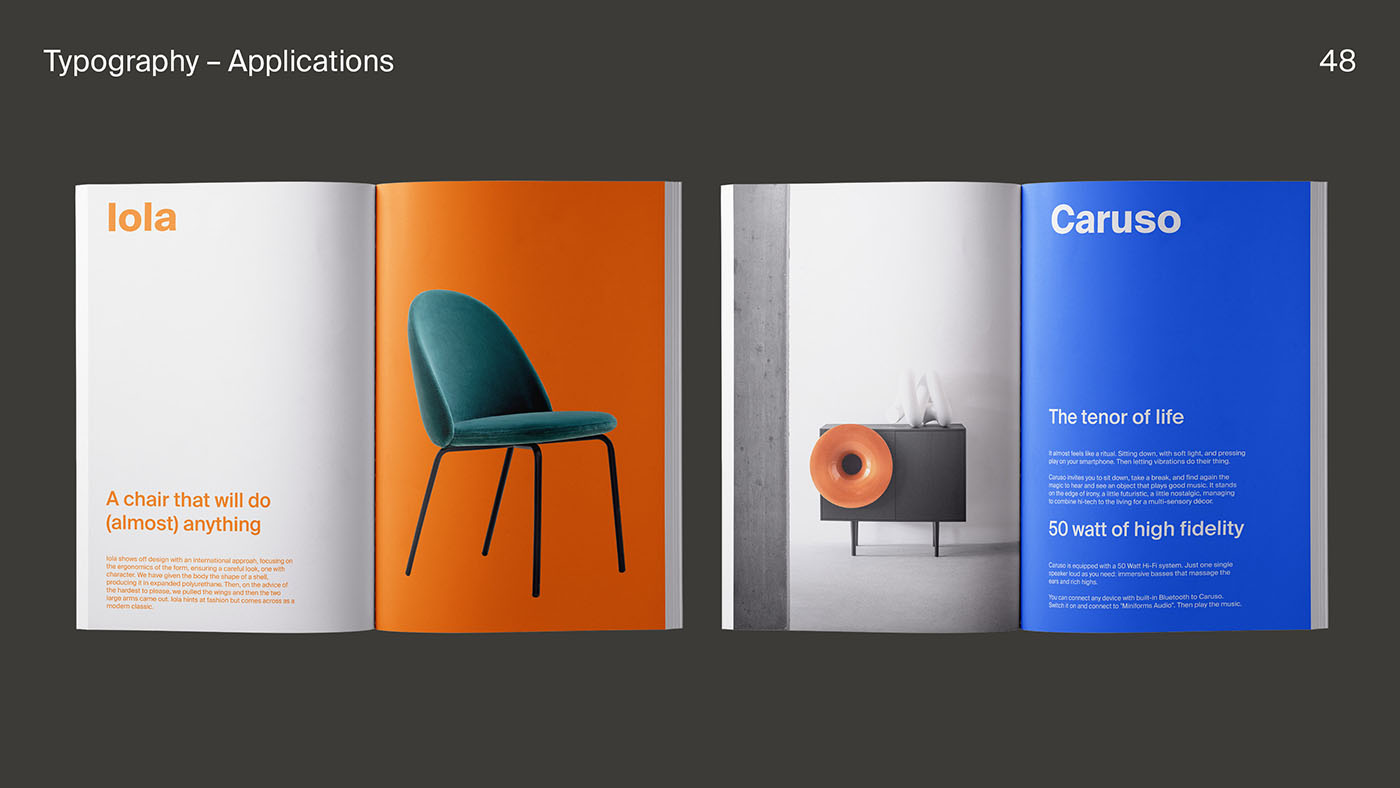 Typography – Applications
48
Iola
A chair that will do
(almost) anything
Iola shows off design with an international approah, focusing on
the ergonomics of the form, ensuring a careful look, one with
character. We have given the body the shape of a shell,
producing it in expanded polyurethane. Then, on the advice of
the hardest to please, we pulled the wings and then the two
large arms came out. Iola hints at fashion but comes across as a
modern classic.
Caruso
The tenor of life
It almost feels like a ritual. Sitting down, with soft light, and pressing
play on your smartphone. Then letting vibrations do their thing.
Caruso invites you to sit down, take a break, and find again the
magic to hear and see an object that plays good music. It stands
on the edge of irony, a little futuristic, a little nostalgic, managing
to combine hi-tech to the living for a multi-sensory décor.
50 watt of high fidelity
Caruso is equipped with a 50 Watt Hi-Fi system. Just one single
speaker loud as you need: immersive basses that massage the
ears and rich highs.
You can connect any device with built-in Bluetooth to Caruso.
Switch it on and connect to "Miniforms Audio". Then play the music.